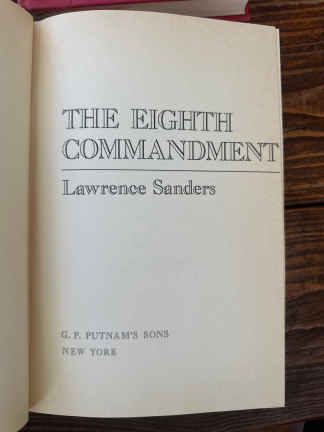 THE EIGHTH
COMMANDMENT
Lawrence Sanders
G. P. PUTNAM'S SONS
NEW YORK